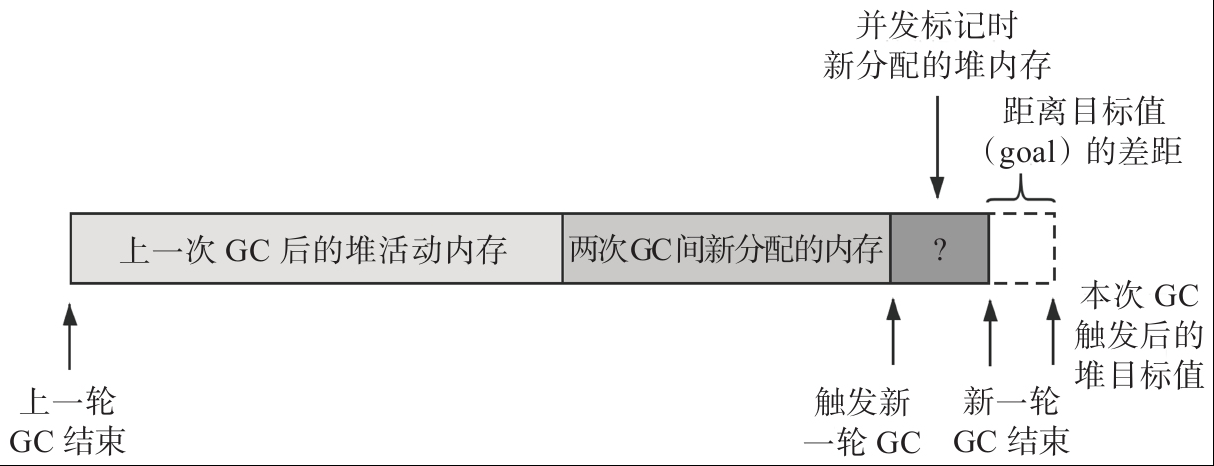 并发标记时
新分配的堆内存
距离目标值
（goal）的差距
上一次 GC 后的堆活动内存
两次GC间新分配的内存
?
上一轮
GC 结束
触发新
一轮 GC
新一轮
GC 结束
本次 GC
触发后的
堆目标值